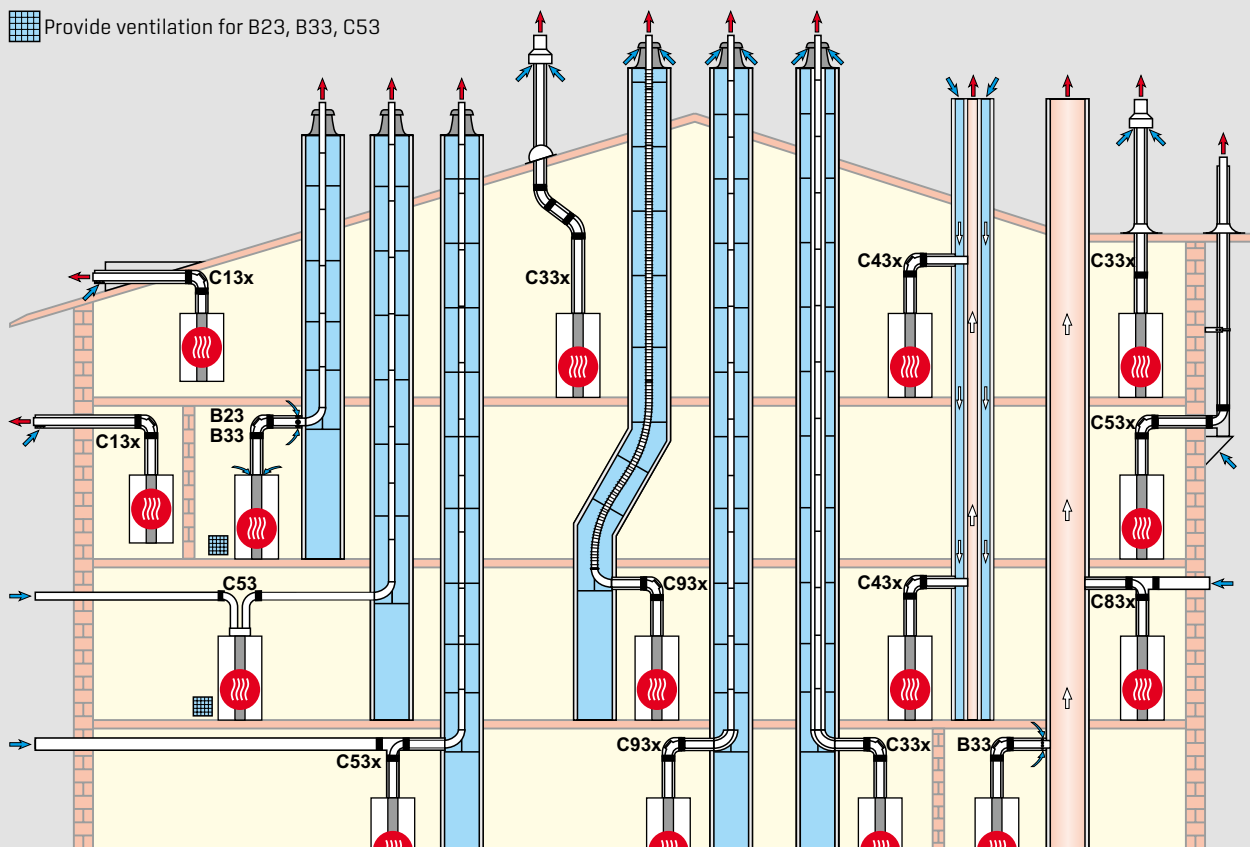 Provide ventilation for B23, B33, C53
C13x
C33x
C43x
C33x
C13x
B23
B33
C53x
C53
C93x
C43x
C83x
C53x
C93x
C33x
B33